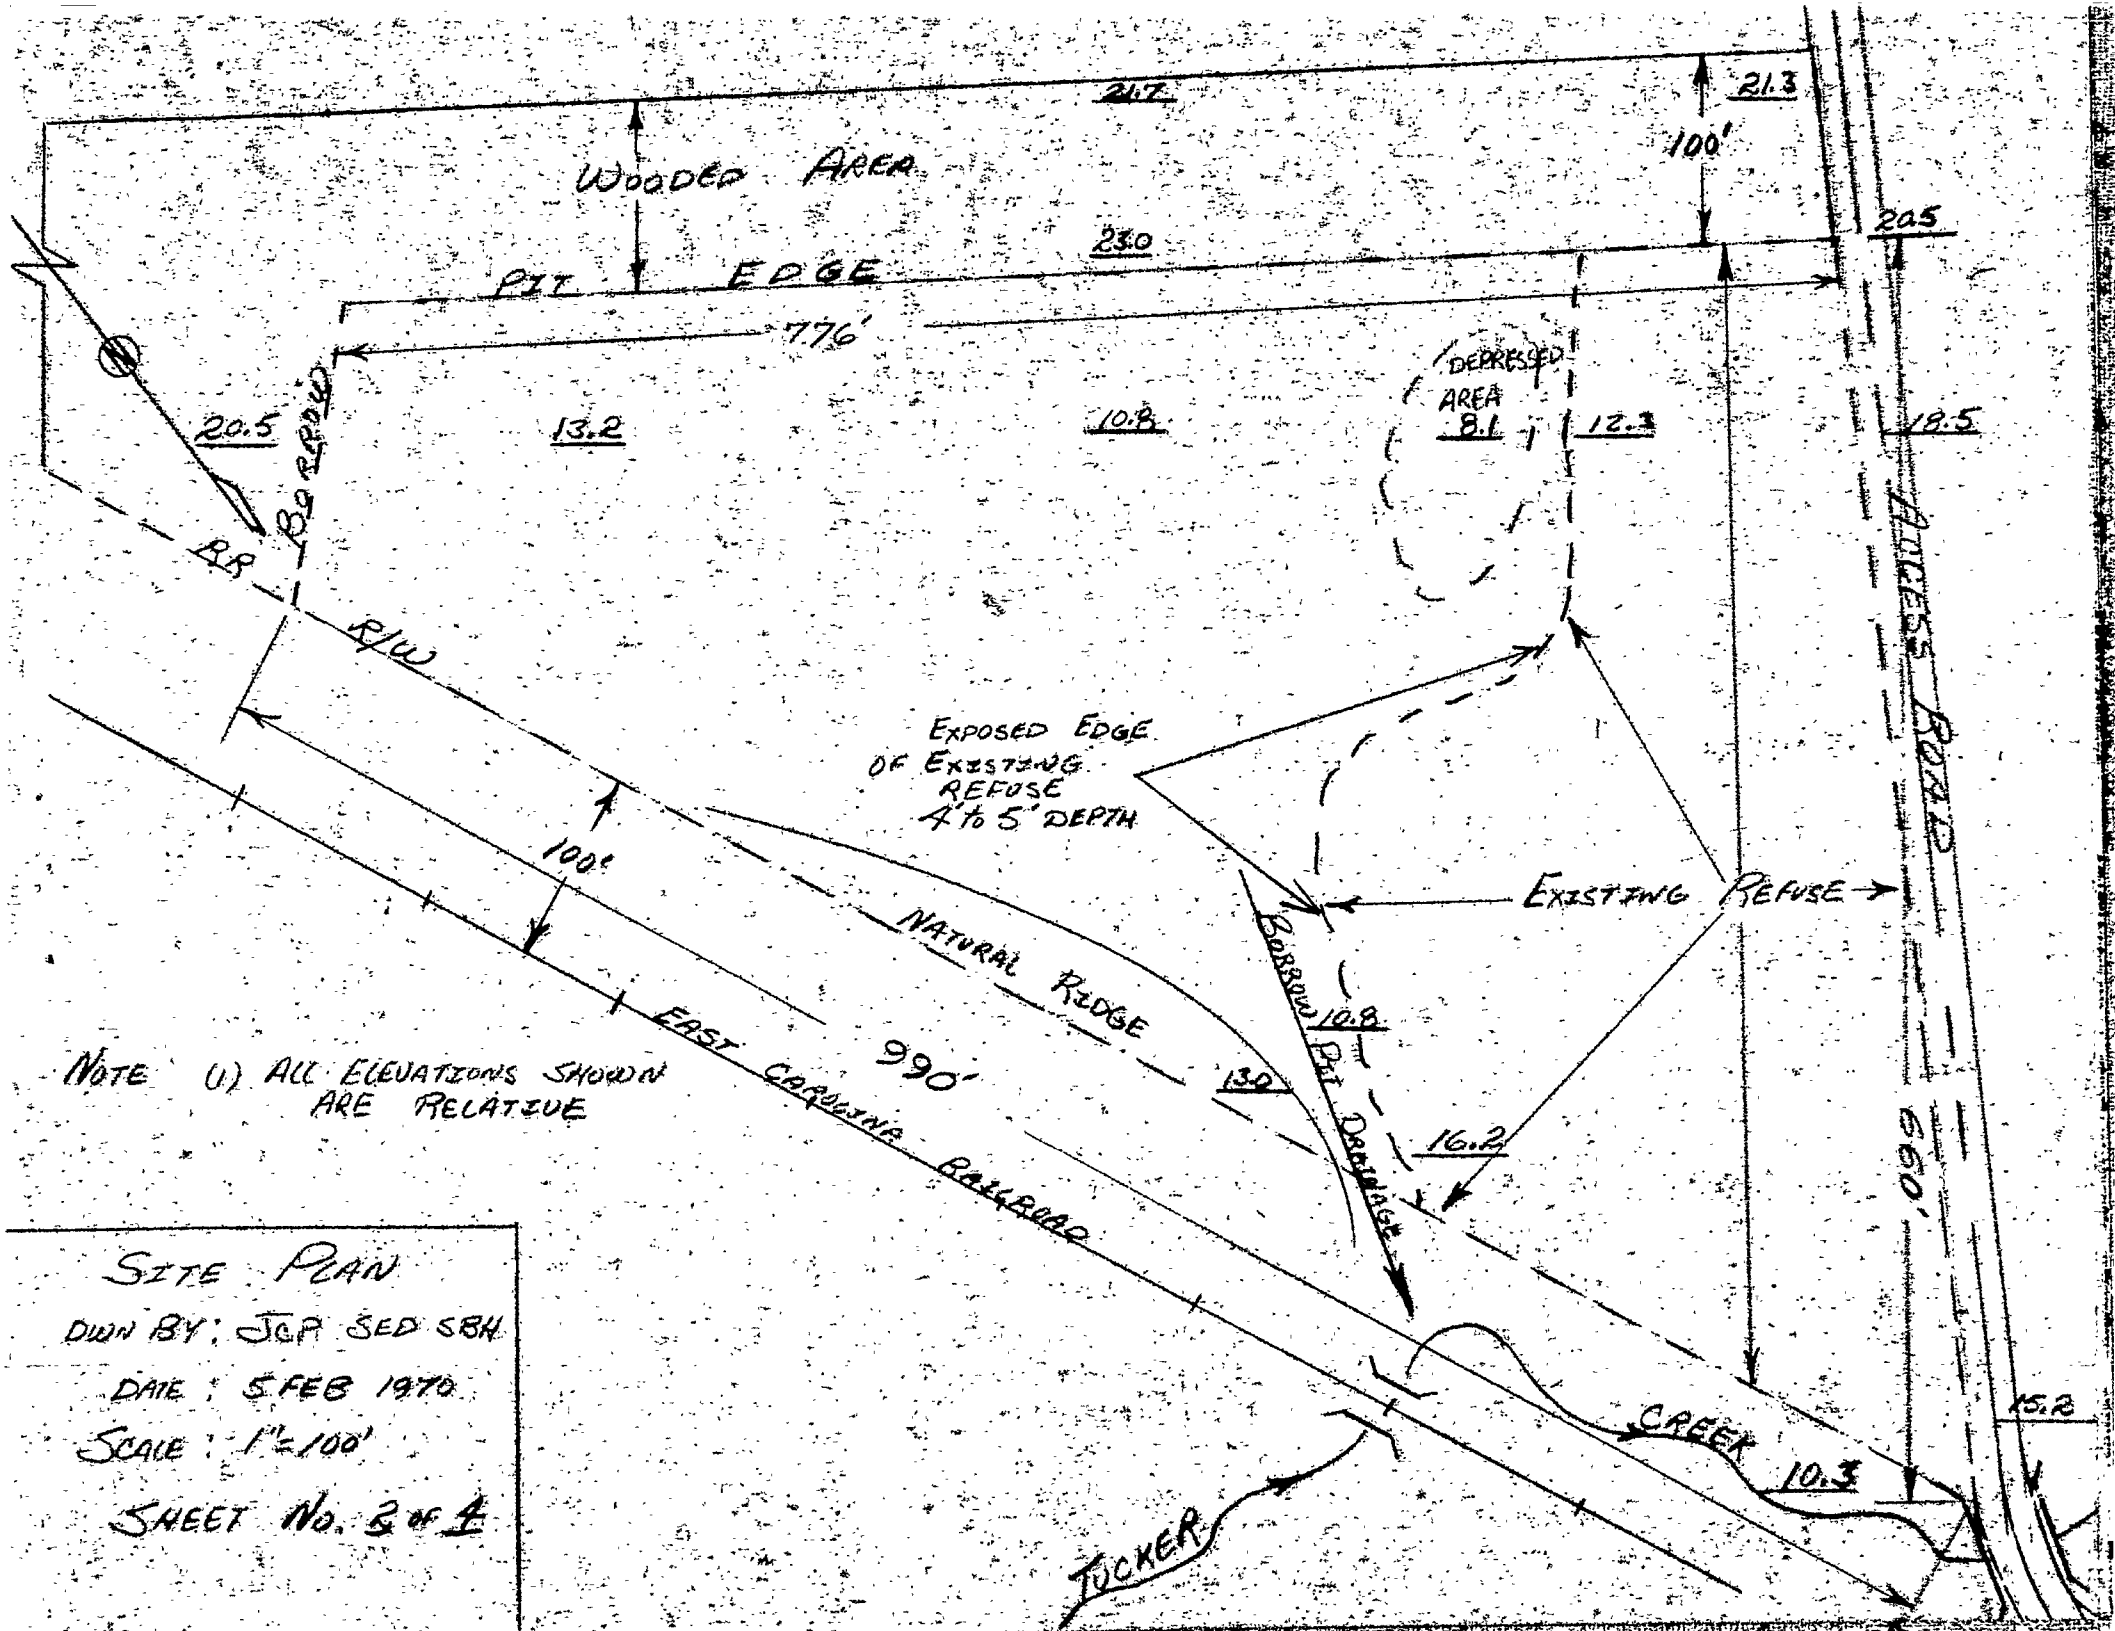 21.7
21.3
100'
WOODED AREA
20.5
23.0
PIT EDGE
776'
N
DEPRESSED
AREA
8.1
20.5
BORROW
13.2
10.8
12.3
18.5
RR
R/W
ACCESS ROAD
EXPOSED EDGE
OF EXISTING
REFUSE
4' to 5' DEPTH
100'
EXISTING REFUSE
NATURAL RIDGE
BORROW PIT DRAINAGE
10.8
EAST CAROLINA RAILROAD
990'
13.0
16.2
660'
NOTE (1) ALL ELEVATIONS SHOWN
ARE RELATIVE
SITE PLAN
DWN BY: JCP SED SBH
DATE: 5 FEB 1970
SCALE: 1"=100'
SHEET NO. 3 OF 4
TUCKER
CREEK
10.3
15.2